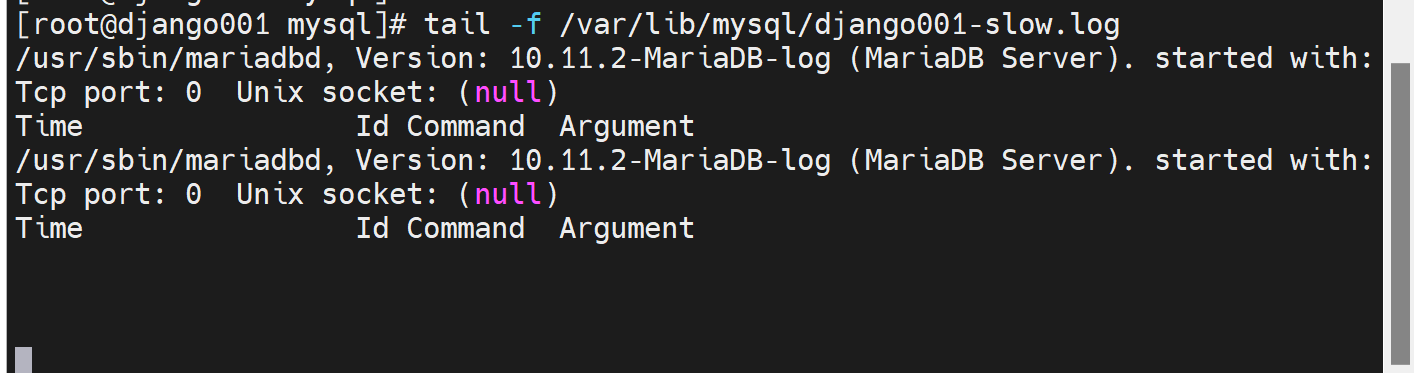 [root@django001 mysql]# tail -f /var/lib/mysql/django001-slow.log
/usr/sbin/mariadbd, Version: 10.11.2-MariaDB-log (MariaDB Server). started with:
Tcp port: 0  Unix socket: (null)
Time                Id Command  Argument
/usr/sbin/mariadbd, Version: 10.11.2-MariaDB-log (MariaDB Server). started with:
Tcp port: 0  Unix socket: (null)
Time                Id Command  Argument